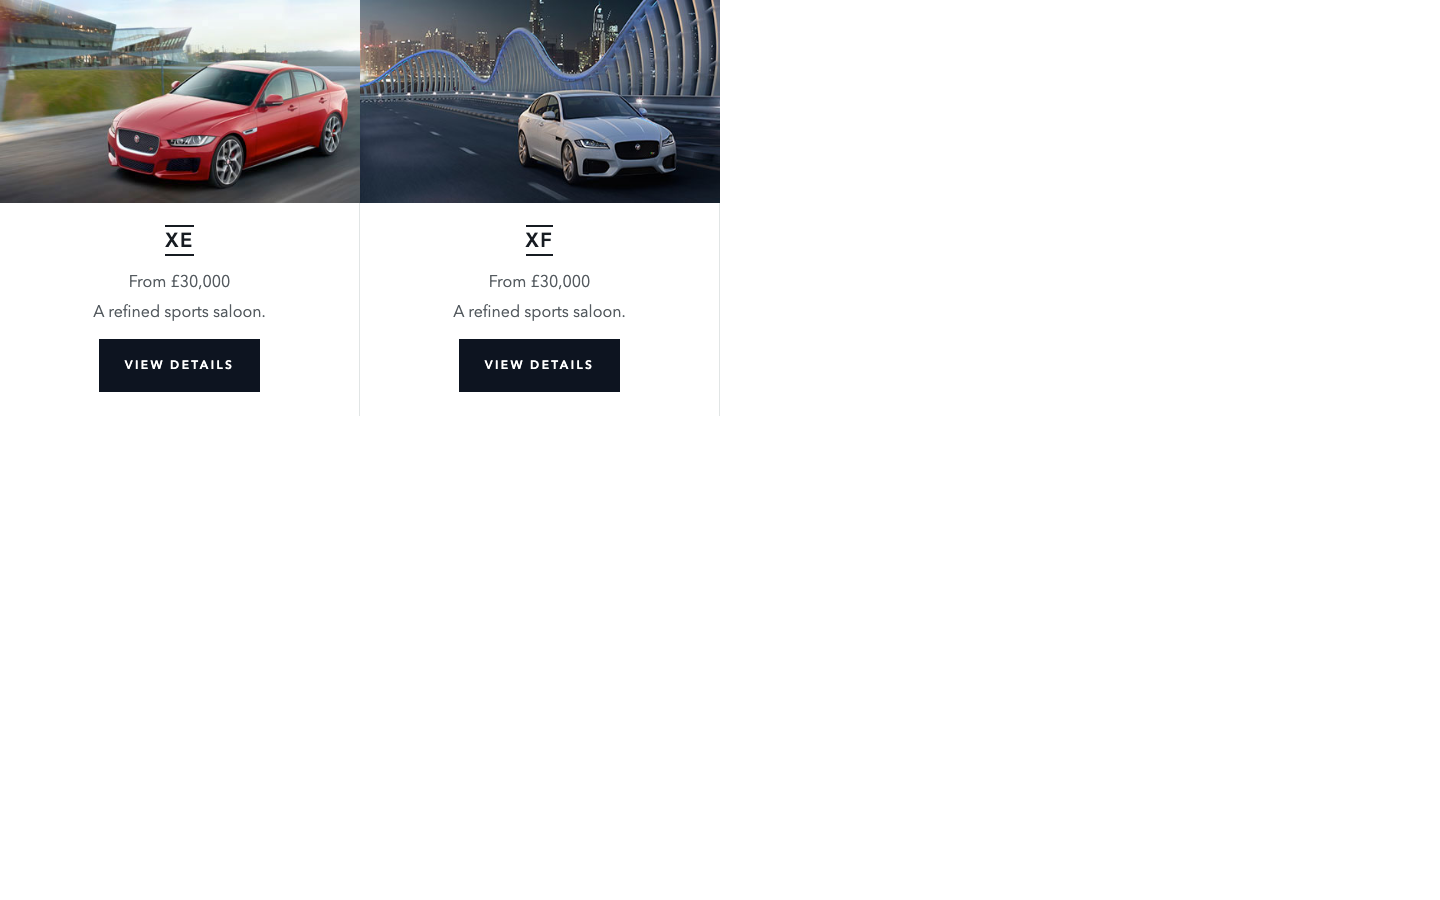 XE
From £30,000
A refined sports saloon.
VIEW DETAILS
XF
From £30,000
A refined sports saloon.
VIEW DETAILS